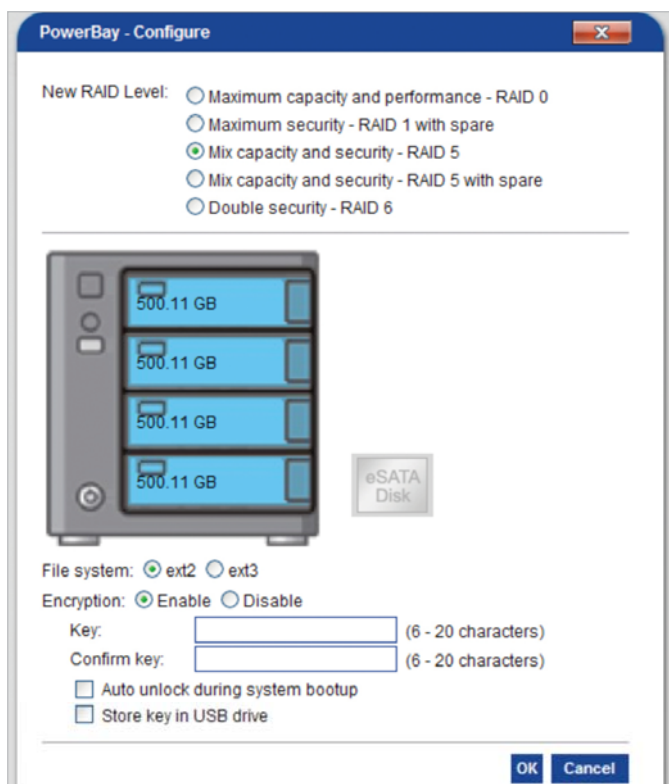 PowerBay - Configure
New RAID Level:
Maximum capacity and performance - RAID 0
Maximum security - RAID 1 with spare
Mix capacity and security - RAID 5
Mix capacity and security - RAID 5 with spare
Double security - RAID 6
500.11 GB
500.11 GB
500.11 GB
500.11 GB
eSATA
Disk
File system: ext2 ext3
Encryption: Enable Disable
Key: (6 - 20 characters)
Confirm key: (6 - 20 characters)
Auto unlock during system bootup
Store key in USB drive
OK Cancel